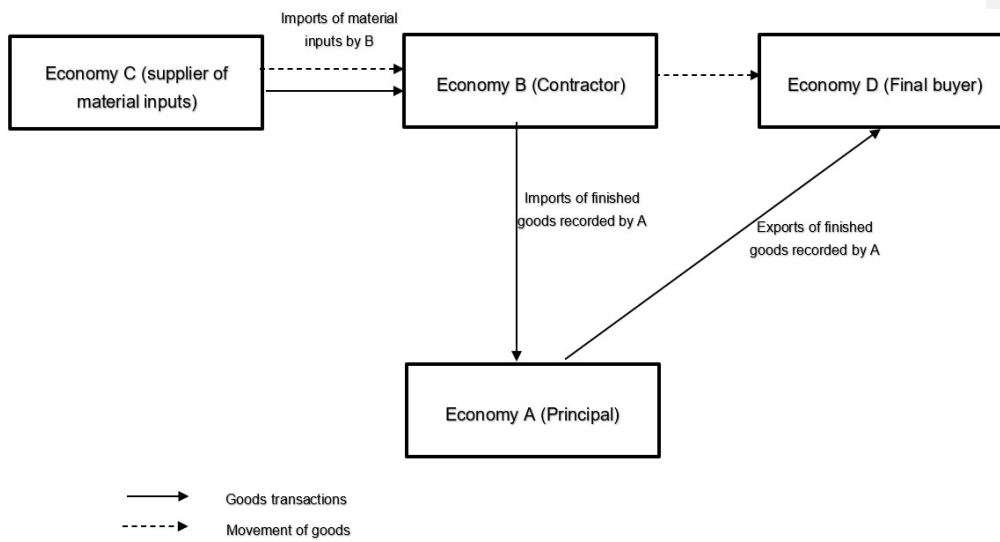 Imports of material
inputs by B
Economy C (supplier of
material inputs)
Economy B (Contractor)
Economy D (Final buyer)
Imports of finished
goods recorded by A
Exports of finished
goods recorded by A
Economy A (Principal)
Goods transactions
Movement of goods